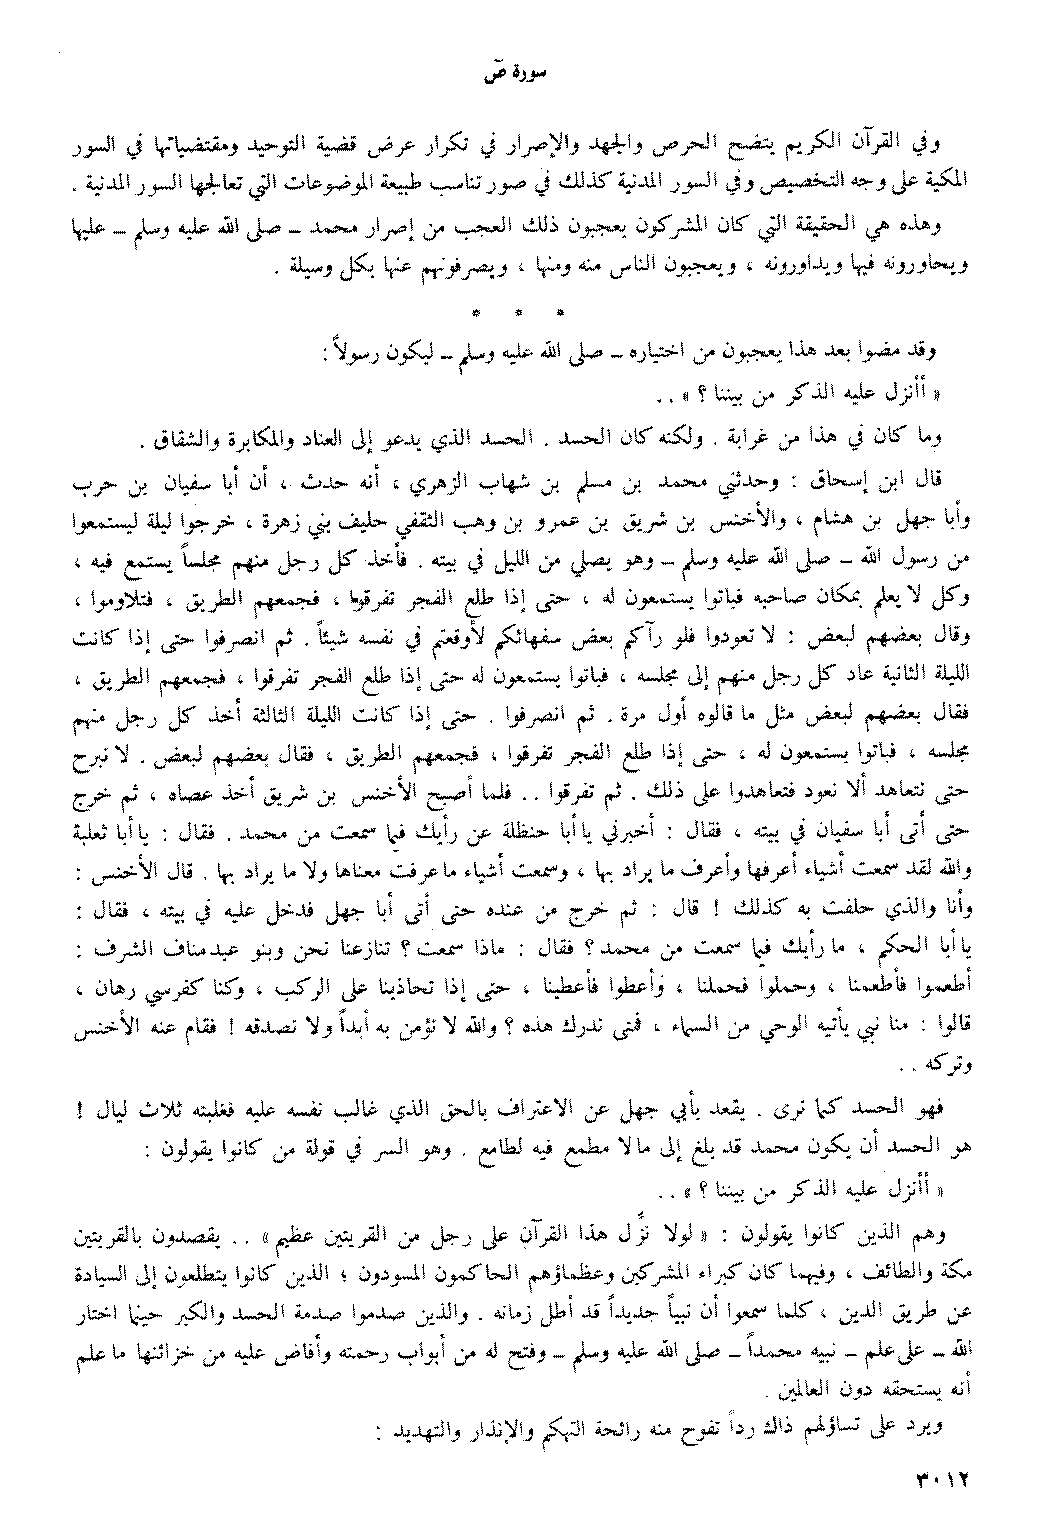 سورة صۤ
وفي القرآن الكريم يتضح الحرص والجهد والإصرار في تكرار عرض قضية التوحيد ومقتضياتها في السور
المكية على وجه التخصيص وفي السور المدنية كذلك في صور تناسب طبيعة الموضوعات التي تعالجها السور المدنية .
وهذه هي الحقيقة التي كان المشركون يعجبون ذلك العجب من إصرار محمد ــ صلى الله عليه وسلم ــ عليها
ويحاورونه فيها ويداورونه ، ويعجبون الناس منه ومنها ، ويصرفونهم عنها بكل وسيلة .
* * *
وقد مضوا بعد هذا يعجبون من اختياره ــ صلى الله عليه وسلم ــ ليكون رسولاً :
« أأنزل عليه الذكر من بيننا ؟ » . .
وما كان في هذا من غرابة . ولكنه كان الحسد . الحسد الذي يدعو إلى العناد والمكابرة والشقاق .
قال ابن إسحاق : وحدثني محمد بن مسلم بن شهاب الزهري ، أنه حدث ، أن أبا سفيان بن حرب
وأبا جهل بن هشام ، والأخنس بن شريق بن عمرو بن وهب الثقفي حليف بني زهرة ، خرجوا ليلة ليستمعوا
من رسول الله ــ صلى الله عليه وسلم ــ وهو يصلي من الليل في بيته . فأخذ كل رجل منهم مجلساً يستمع فيه ،
وكل لا يعلم بمكان صاحبه فباتوا يستمعون له ، حتى إذا طلع الفجر تفرقوا ، فجمعهم الطريق ، فتلاوموا ،
وقال بعضهم لبعض : لا تعودوا فلو رآكم بعض سفهائكم لأوقعتم في نفسه شيئاً . ثم انصرفوا حتى إذا كانت
الليلة الثانية عاد كل رجل منهم إلى مجلسه ، فباتوا يستمعون له حتى إذا طلع الفجر تفرقوا ، فجمعهم الطريق ،
فقال بعضهم لبعض مثل ما قالوه أول مرة . ثم انصرفوا . حتى إذا كانت الليلة الثالثة أخذ كل رجل منهم
مجلسه ، فباتوا يستمعون له ، حتى إذا طلع الفجر تفرقوا ، فجمعهم الطريق ، فقال بعضهم لبعض . لا نبرح
حتى نتعاهد ألا نعود فتعاهدوا على ذلك . ثم تفرقوا . . فلما أصبح الأخنس بن شريق أخذ عصاه ، ثم خرج
حتى أتى أبا سفيان في بيته ، فقال : أخبرني يا أبا حنظلة عن رأيك فيما سمعت من محمد . فقال : يا أبا ثعلبة
والله لقد سمعت أشياء أعرفها وأعرف ما يراد بها ، وسمعت أشياء ما عرفت معناها ولا ما يراد بها . قال الأخنس :
وأنا والذي حلفت به كذلك ! قال : ثم خرج من عنده حتى أتى أبا جهل فدخل عليه في بيته ، فقال :
يا أبا الحكم ، ما رأيك فيما سمعت من محمد ؟ فقال : ماذا سمعت ؟ تنازعنا نحن وبنو عبدمناف الشرف :
أطعموا فأطعمنا ، وحملوا فحملنا ، وأعطوا فأعطينا ، حتى إذا تحاذينا على الركب ، وكنا كفرسي رهان ،
قالوا : منا نبي يأتيه الوحي من السماء ، فمتى ندرك هذه ؟ والله لا نؤمن به أبداً ولا نصدقه ! فقام عنه الأخنس
وتركه . .
فهو الحسد كما نرى . يقعد بأبي جهل عن الاعتراف بالحق الذي غالب نفسه عليه فغلبته ثلاث ليال !
هو الحسد أن يكون محمد قد بلغ إلى ما لا مطمع فيه لطامع . وهو السر في قولة من كانوا يقولون :
« أأنزل عليه الذكر من بيننا ؟ » . .
وهم الذين كانوا يقولون : « لولا نزّل هذا القرآن على رجل من القريتين عظيم » . . يقصدون بالقريتين
مكة والطائف ، وفيهما كان كبراء المشركين وعظماؤهم الحاكمون المسودون ؛ الذين كانوا يتطلعون إلى السيادة
عن طريق الدين ، كلما سمعوا أن نبياً جديداً قد أطل زمانه . والذين صدموا صدمة الحسد والكبر حينما اختار
الله ــ على علم ــ نبيه محمداً ــ صلى الله عليه وسلم ــ وفتح له من أبواب رحمته وأفاض عليه من خزائنها ما علم
أنه يستحقه دون العالمين .
ويرد على تساؤلهم ذاك رداً تفوح منه رائحة التهكم والإنذار والتهديد :
٣٠١٢